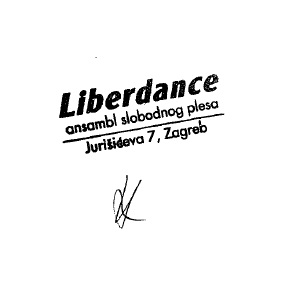 Liberdance
ansambl slobodnog plesa
Jurišićeva 7, Zagreb